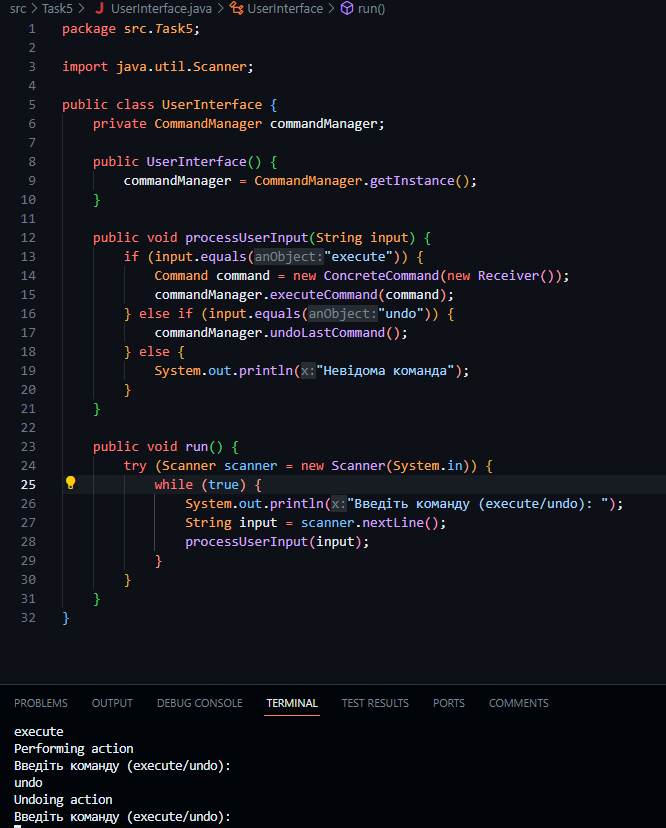 src > Task5 > J UserInterface.java > UserInterface > run()
1 package src.Task5;
2
3 import java.util.Scanner;
4
5 public class UserInterface {
6     private CommandManager commandManager;
7
8     public UserInterface() {
9         commandManager = CommandManager.getInstance();
10     }
11
12     public void processUserInput(String input) {
13         if (input.equals(anObject:"execute")) {
14             Command command = new ConcreteCommand(new Receiver());
15             commandManager.executeCommand(command);
16         } else if (input.equals(anObject:"undo")) {
17             commandManager.undoLastCommand();
18         } else {
19             System.out.println(x:"Невідома команда");
20         }
21     }
22
23     public void run() {
24         try (Scanner scanner = new Scanner(System.in)) {
25             while (true) {
26                 System.out.println(x:"Введіть команду (execute/undo): ");
27                 String input = scanner.nextLine();
28                 processUserInput(input);
29             }
30         }
31     }
32 }
PROBLEMS OUTPUT DEBUG CONSOLE TERMINAL TEST RESULTS PORTS COMMENTS
execute
Performing action
Введіть команду (execute/undo):
undo
Undoing action
Введіть команду (execute/undo):